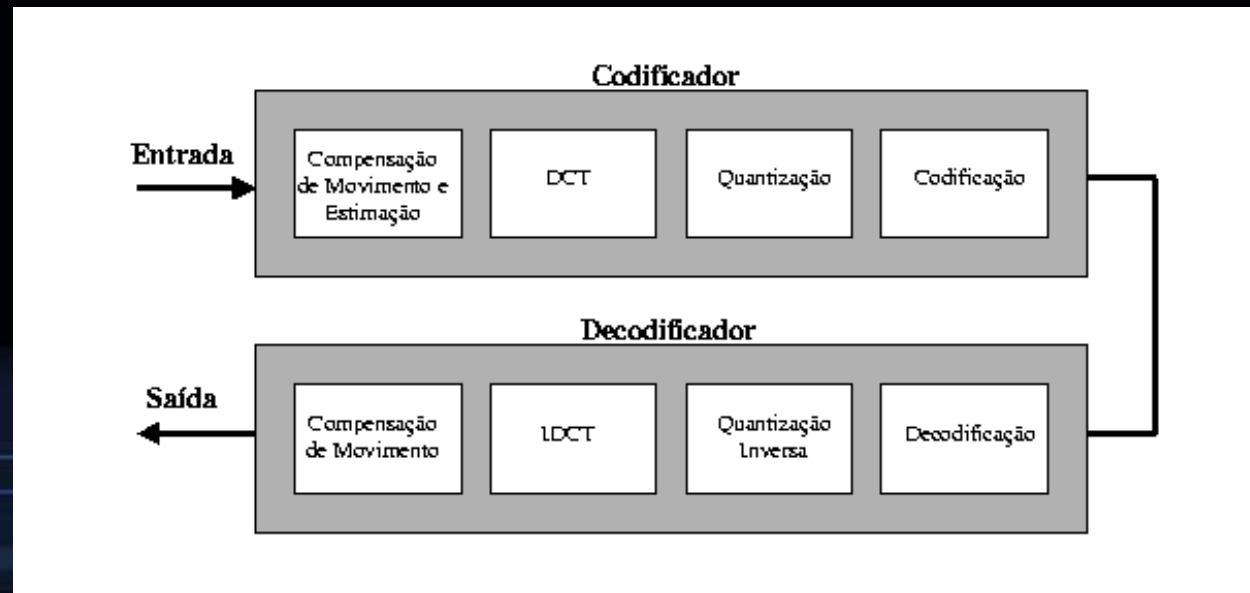 Codificador
Entrada
Compensação
de Movimento e
Estimação
DCT
Quantização
Codificação
Decodificador
Saída
Compensação
de Movimento
IDCT
Quantização
Inversa
Decodificação